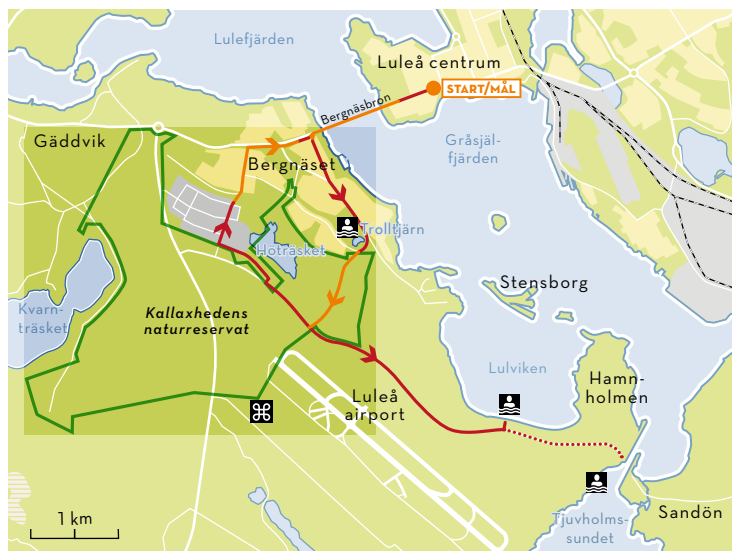 Lulefjärden
Luleå centrum
START/MÅL
Bergnäsbron
Gäddvik
Gråsjäl-
fjärden
Bergnäset
Trolltjärn
Höträsket
Stensborg
Kvarn-
träsket
Kallaxhedens
naturreservat
Lulviken
Hamn-
holmen
Luleå
airport
1 km
Tjuvholms-
sundet
Sandön